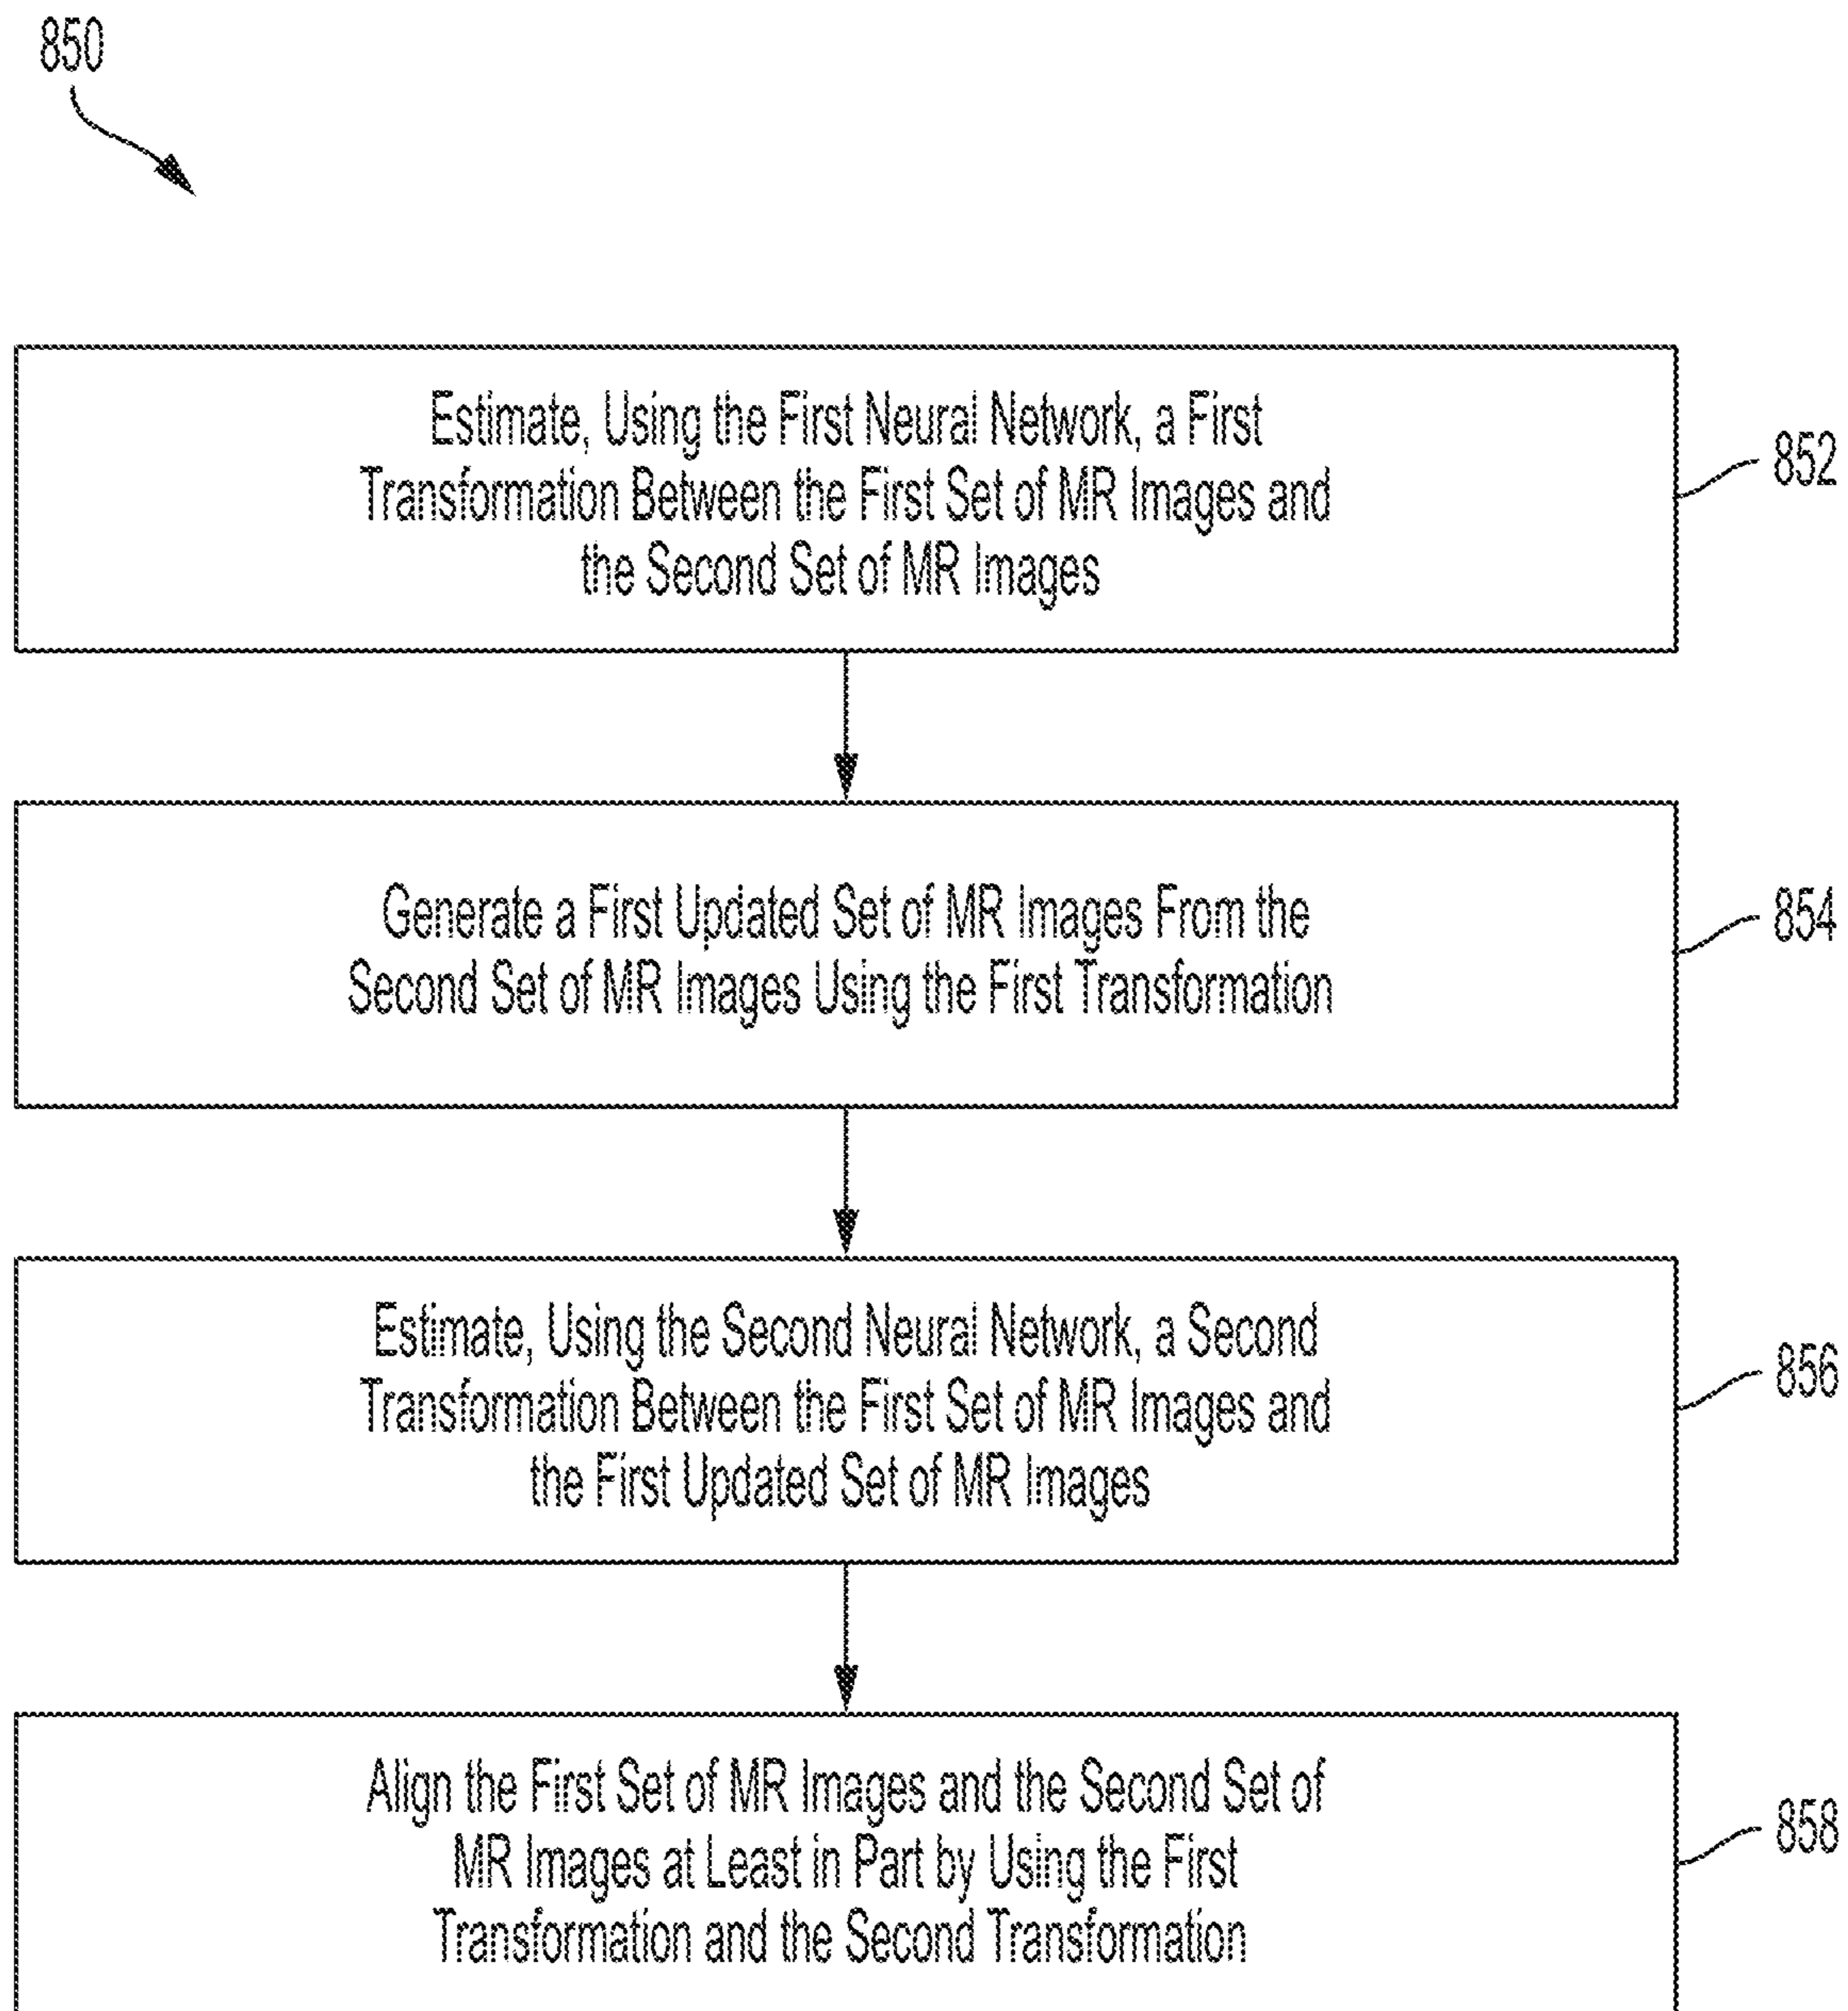 850
Estimate, Using the First Neural Network, a First
Transformation Between the First Set of MR Images and
the Second Set of MR Images
852
Generate a First Updated Set of MR Images From the
Second Set of MR Images Using the First Transformation
854
Estimate, Using the Second Neural Network, a Second
Transformation Between the First Set of MR Images and
the First Updated Set of MR Images
856
Align the First Set of MR Images and the Second Set of
MR Images at Least in Part by Using the First
Transformation and the Second Transformation
858